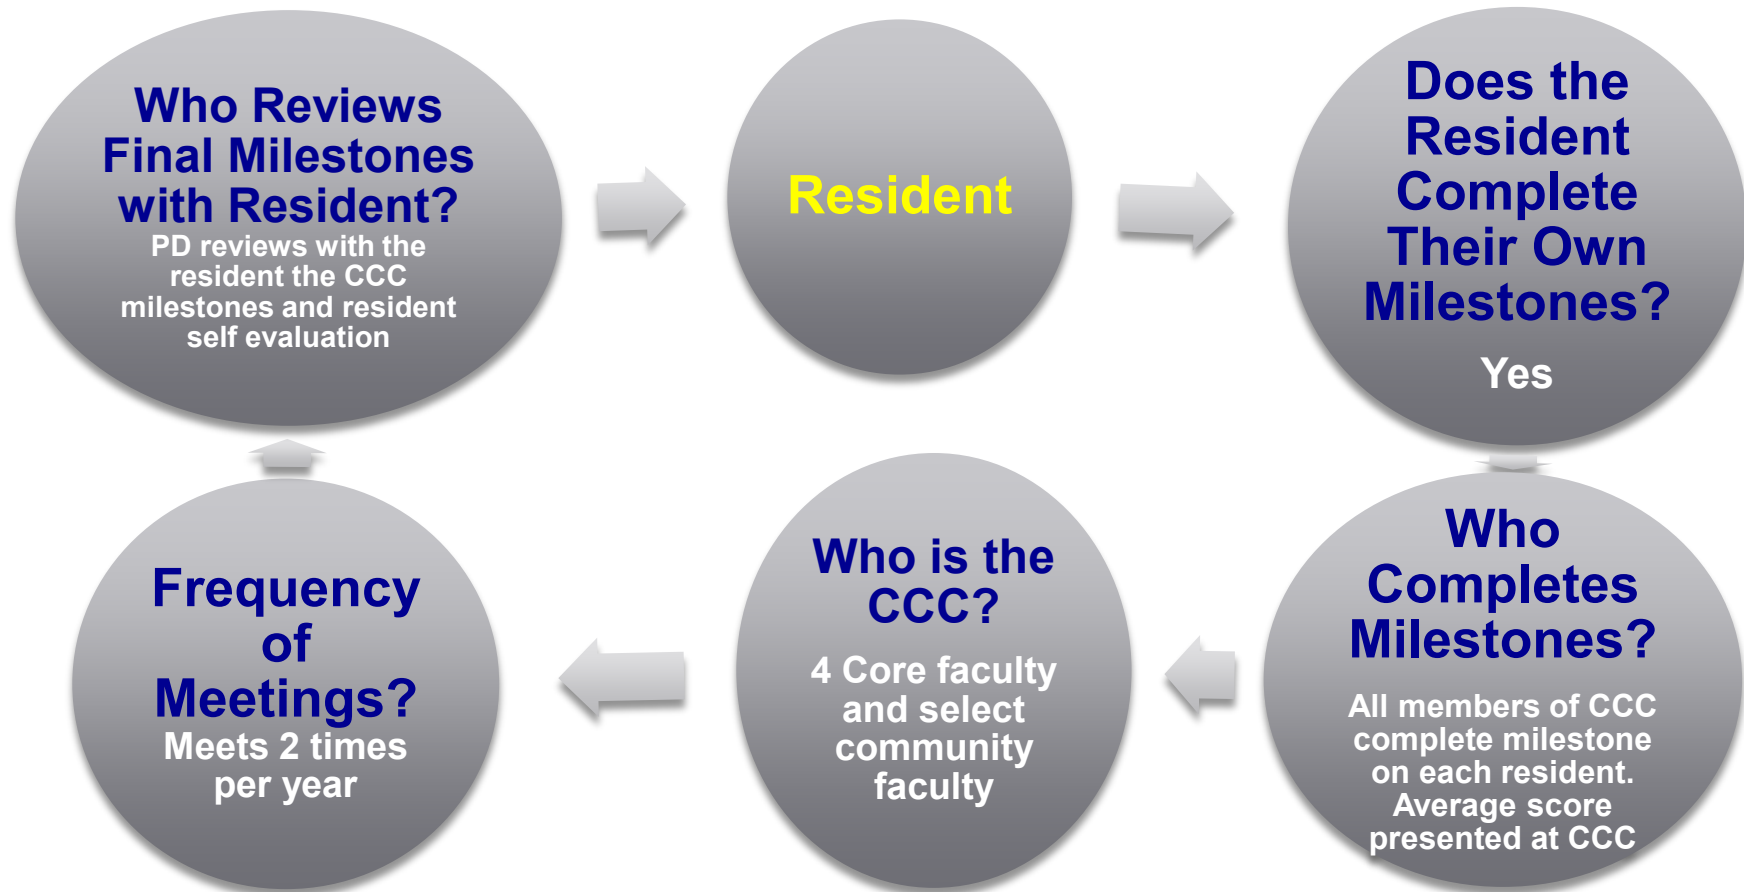 Who Reviews
Final Milestones
with Resident?
PD reviews with the
resident the CCC
milestones and resident
self evaluation
Resident
Does the
Resident
Complete
Their Own
Milestones?
Yes
Who
Completes
Milestones?
All members of CCC
complete milestone
on each resident.
Average score
presented at CCC
Who is the
CCC?
4 Core faculty
and select
community
faculty
Frequency
of
Meetings?
Meets 2 times
per year